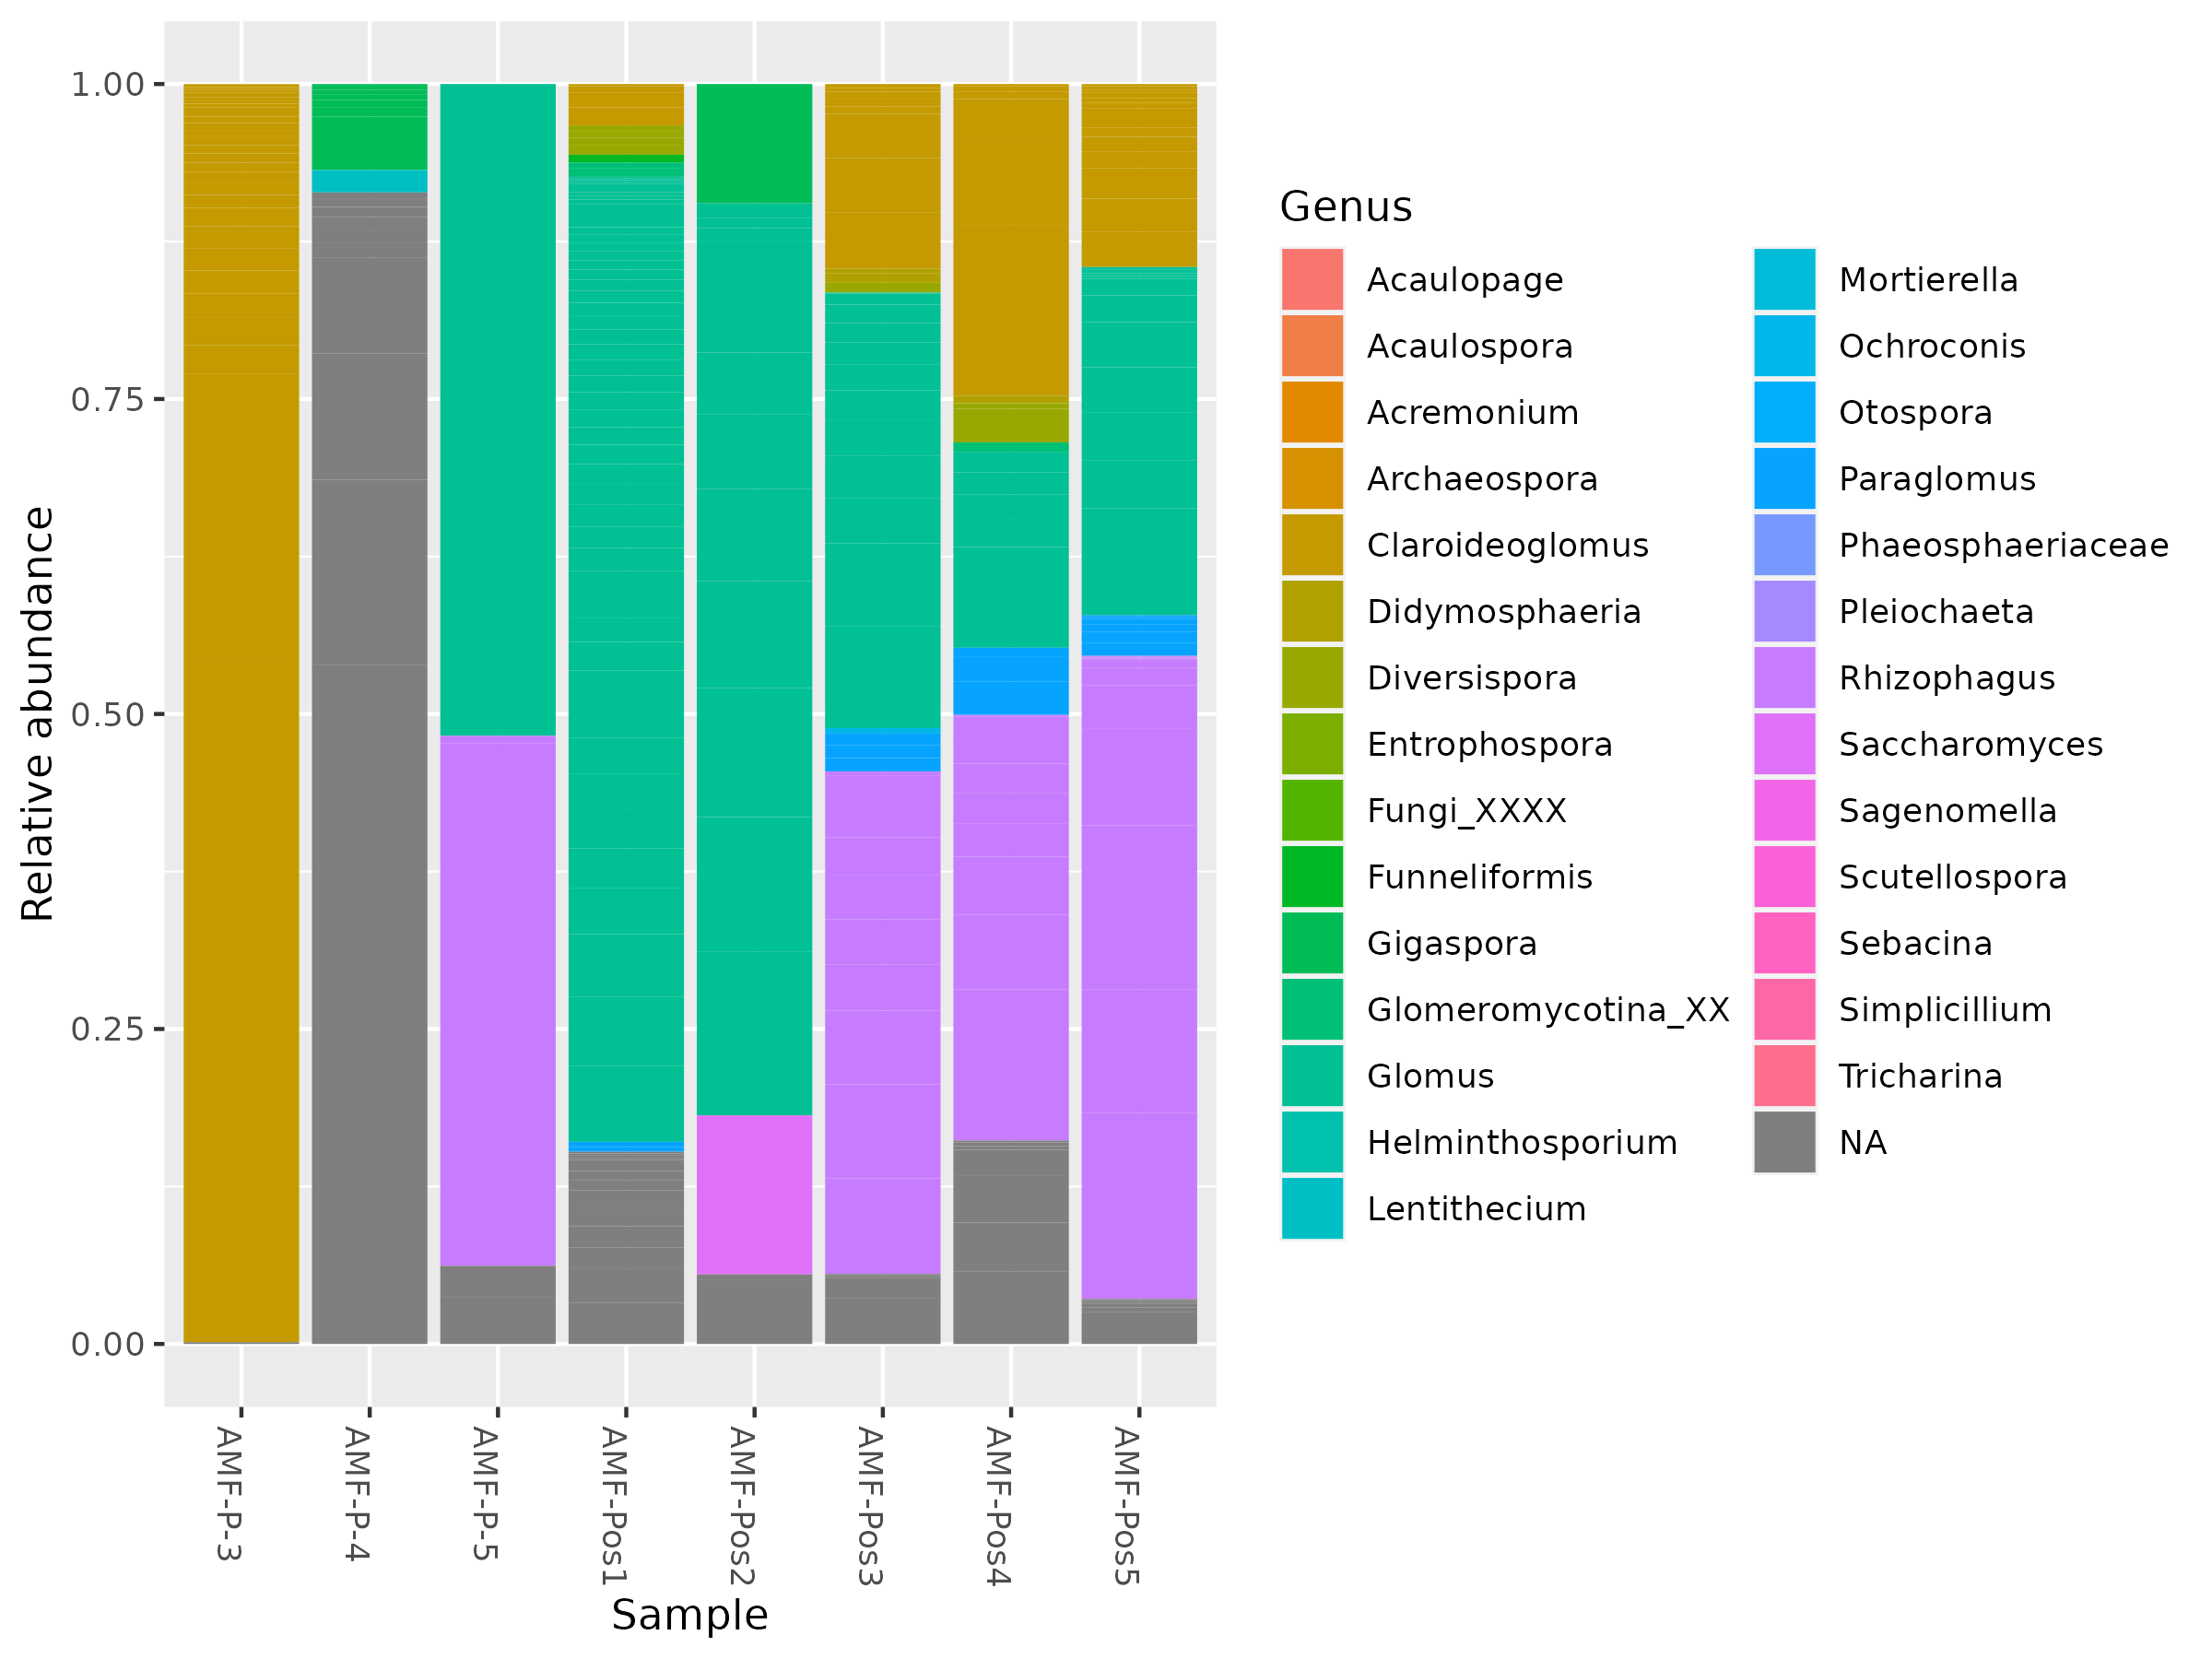 1.00
0.75
0.50
0.25
0.00
Relative abundance
AMF-P-3
AMF-P-4
AMF-P-5
AMF-Pos1
AMF-Pos2
AMF-Pos3
AMF-Pos4
AMF-Pos5
Sample
Genus
Acaulopage
Acaulospora
Acremonium
Archaeospora
Claroideoglomus
Didymosphaeria
Diversispora
Entrophospora
Fungi_XXXX
Funneliformis
Gigaspora
Glomeromycotina_XX
Glomus
Helminthosporium
Lentithecium
Mortierella
Ochroconis
Otospora
Paraglomus
Phaeosphaeriaceae
Pleiochaeta
Rhizophagus
Saccharomyces
Sagenomella
Scutellospora
Sebacina
Simplicillium
Tricharina
NA